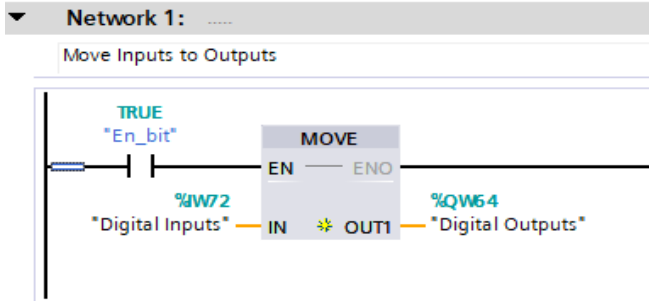 Network 1: .....
Move Inputs to Outputs
TRUE
"En_bit"
MOVE
EN ENO
%IW72 %QW64
"Digital Inputs" IN OUT1 "Digital Outputs"